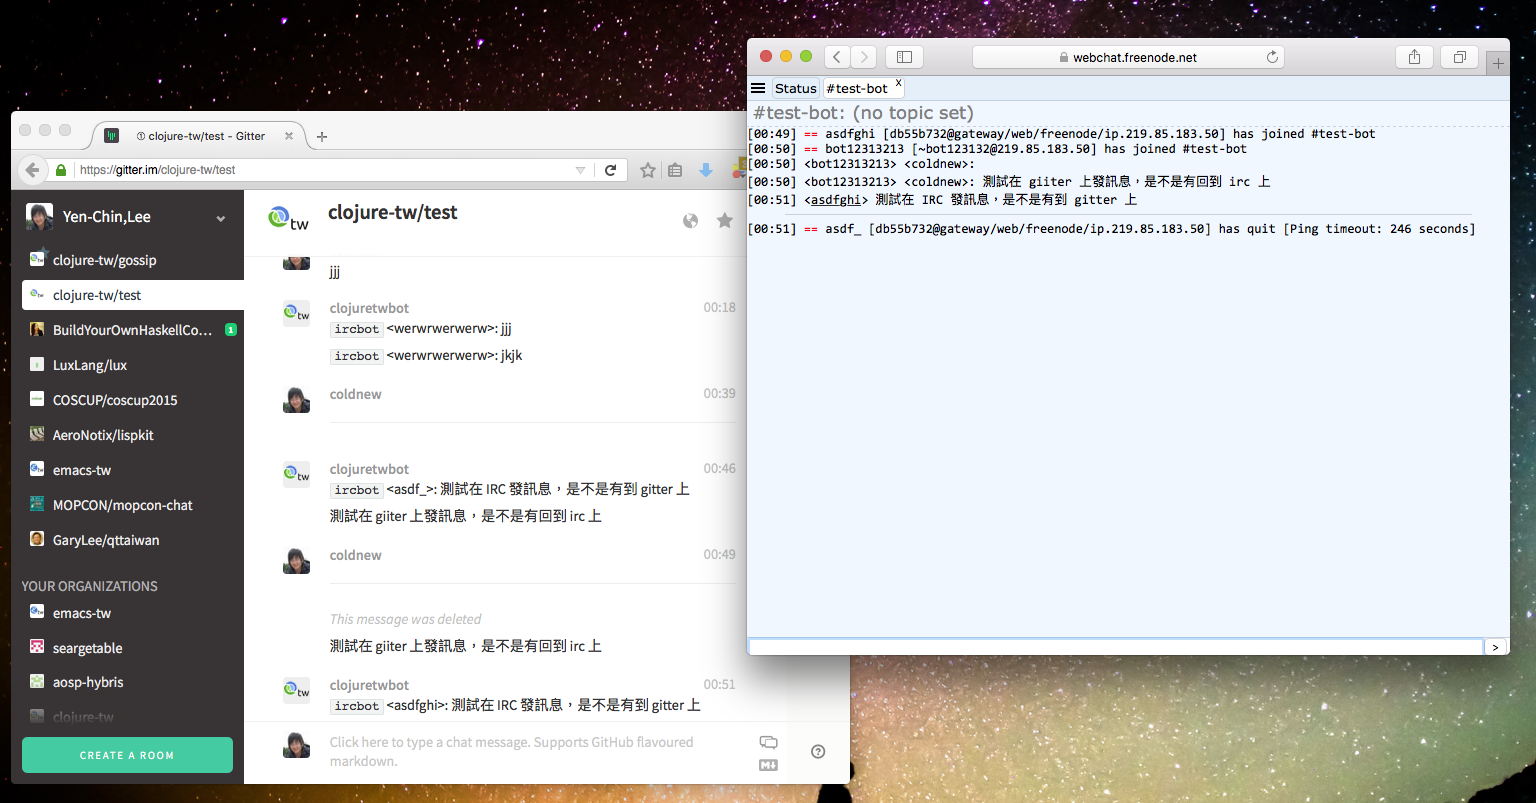 ① clojure-tw/test - Gitter
https://gitter.im/clojure-tw/test
Yen-Chin,Lee
clojure-tw/gossip
clojure-tw/test
BuildYourOwnHaskellCo... 1
LuxLang/lux
COSCUP/coscup2015
AeroNotix/lispkit
emacs-tw
MOPCON/mopcon-chat
GaryLee/qttaiwan
YOUR ORGANIZATIONS
emacs-tw
seargetable
aosp-hybris
clojure-tw
CREATE A ROOM
tw
clojure-tw/test
jjj
clojuretwbot 00:18
ircbot <werwrwerwerw>: jjj
ircbot <werwrwerwerw>: jkjk
coldnew 00:39
clojuretwbot 00:46
ircbot <asdf_>: 測試在 IRC 發訊息，是不是有到 gitter 上
測試在 giiter 上發訊息，是不是有回到 irc 上
coldnew 00:49
This message was deleted
測試在 giiter 上發訊息，是不是有回到 irc 上
clojuretwbot 00:51
ircbot <asdfghi>: 測試在 IRC 發訊息，是不是有到 gitter 上
Click here to type a chat message. Supports GitHub flavoured
markdown.
webchat.freenode.net
Status #test-bot x
#test-bot: (no topic set)
[00:49] == asdfghi [db55b732@gateway/web/freenode/ip.219.85.183.50] has joined #test-bot
[00:50] == bot12313213 [~bot123132@219.85.183.50] has joined #test-bot
[00:50] <bot12313213> <coldnew>:
[00:50] <bot12313213> <coldnew>: 測試在 giiter 上發訊息，是不是有回到 irc 上
[00:51] <asdfghi> 測試在 IRC 發訊息，是不是有到 gitter 上
[00:51] == asdf_ [db55b732@gateway/web/freenode/ip.219.85.183.50] has quit [Ping timeout: 246 seconds]
>